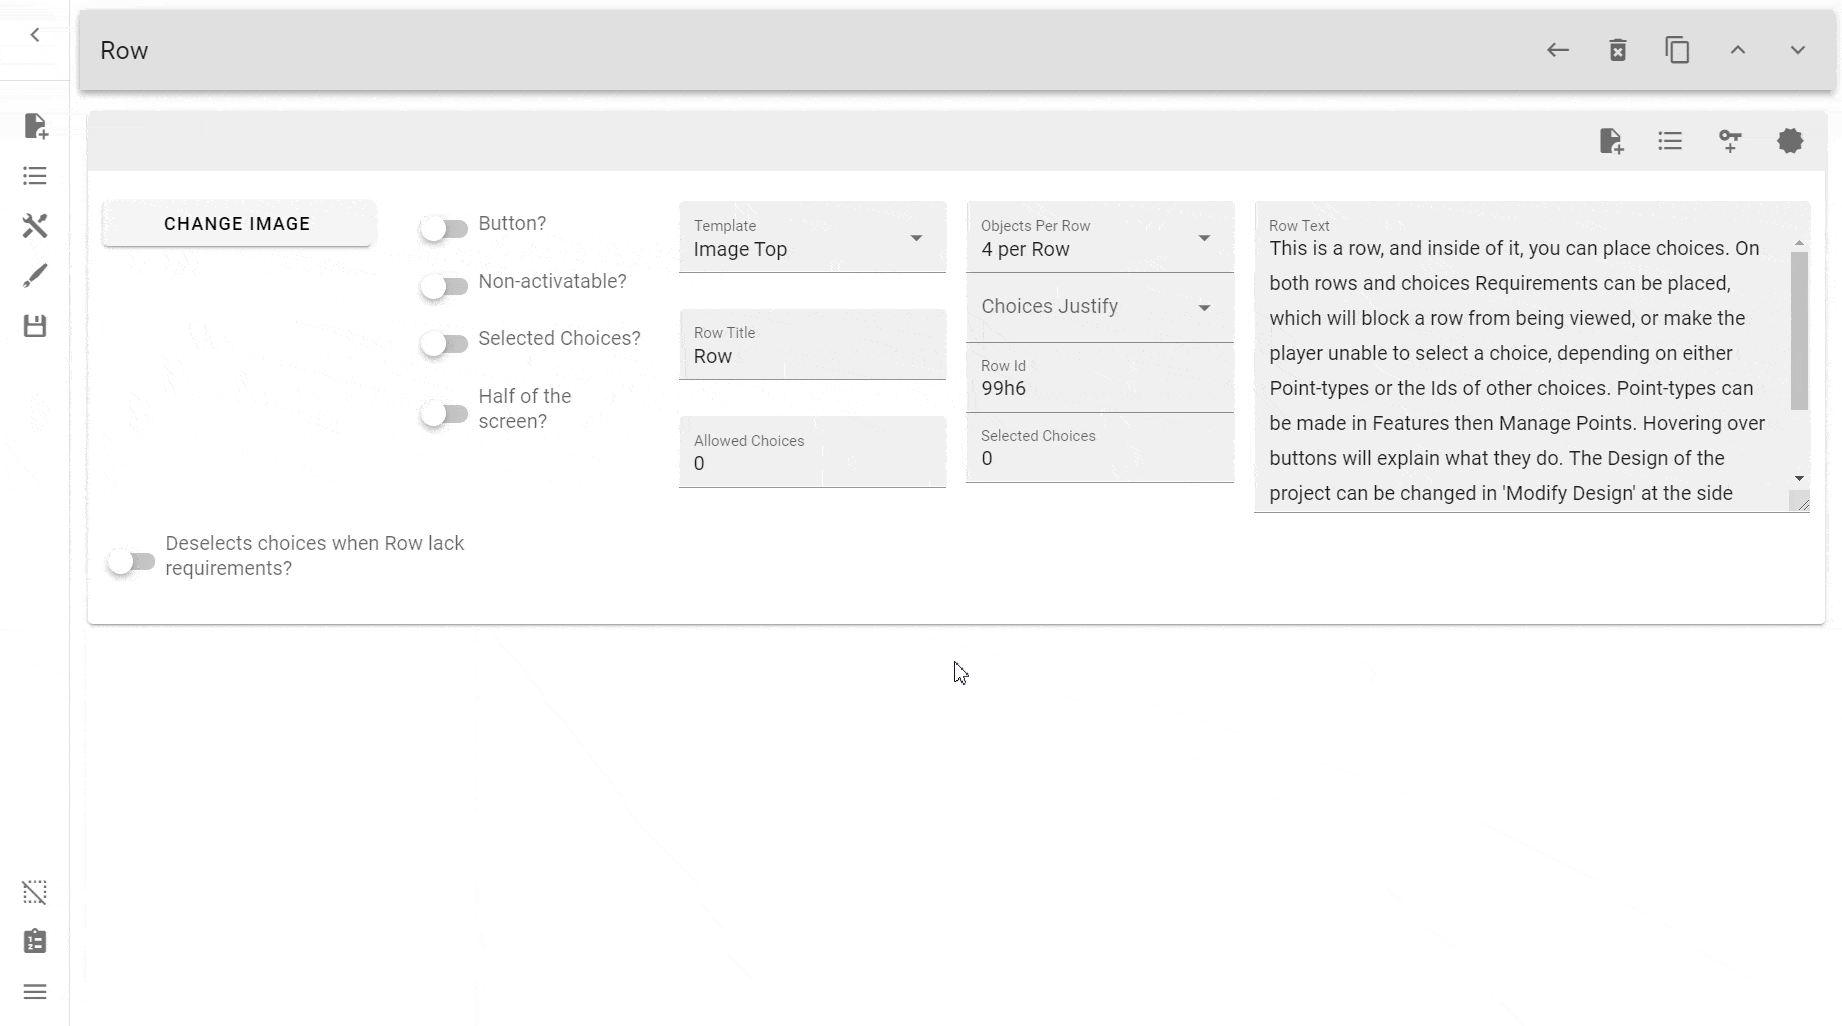 Row
CHANGE IMAGE
Button?
Non-activatable?
Selected Choices?
Half of the
screen?
Template
Image Top
Row Title
Row
Allowed Choices
0
Objects Per Row
4 per Row
Choices Justify
Row Id
99h6
Selected Choices
0
Row Text
This is a row, and inside of it, you can place choices. On
both rows and choices Requirements can be placed,
which will block a row from being viewed, or make the
player unable to select a choice, depending on either
Point-types or the Ids of other choices. Point-types can
be made in Features then Manage Points. Hovering over
buttons will explain what they do. The Design of the
project can be changed in 'Modify Design' at the side
Deselects choices when Row lack
requirements?